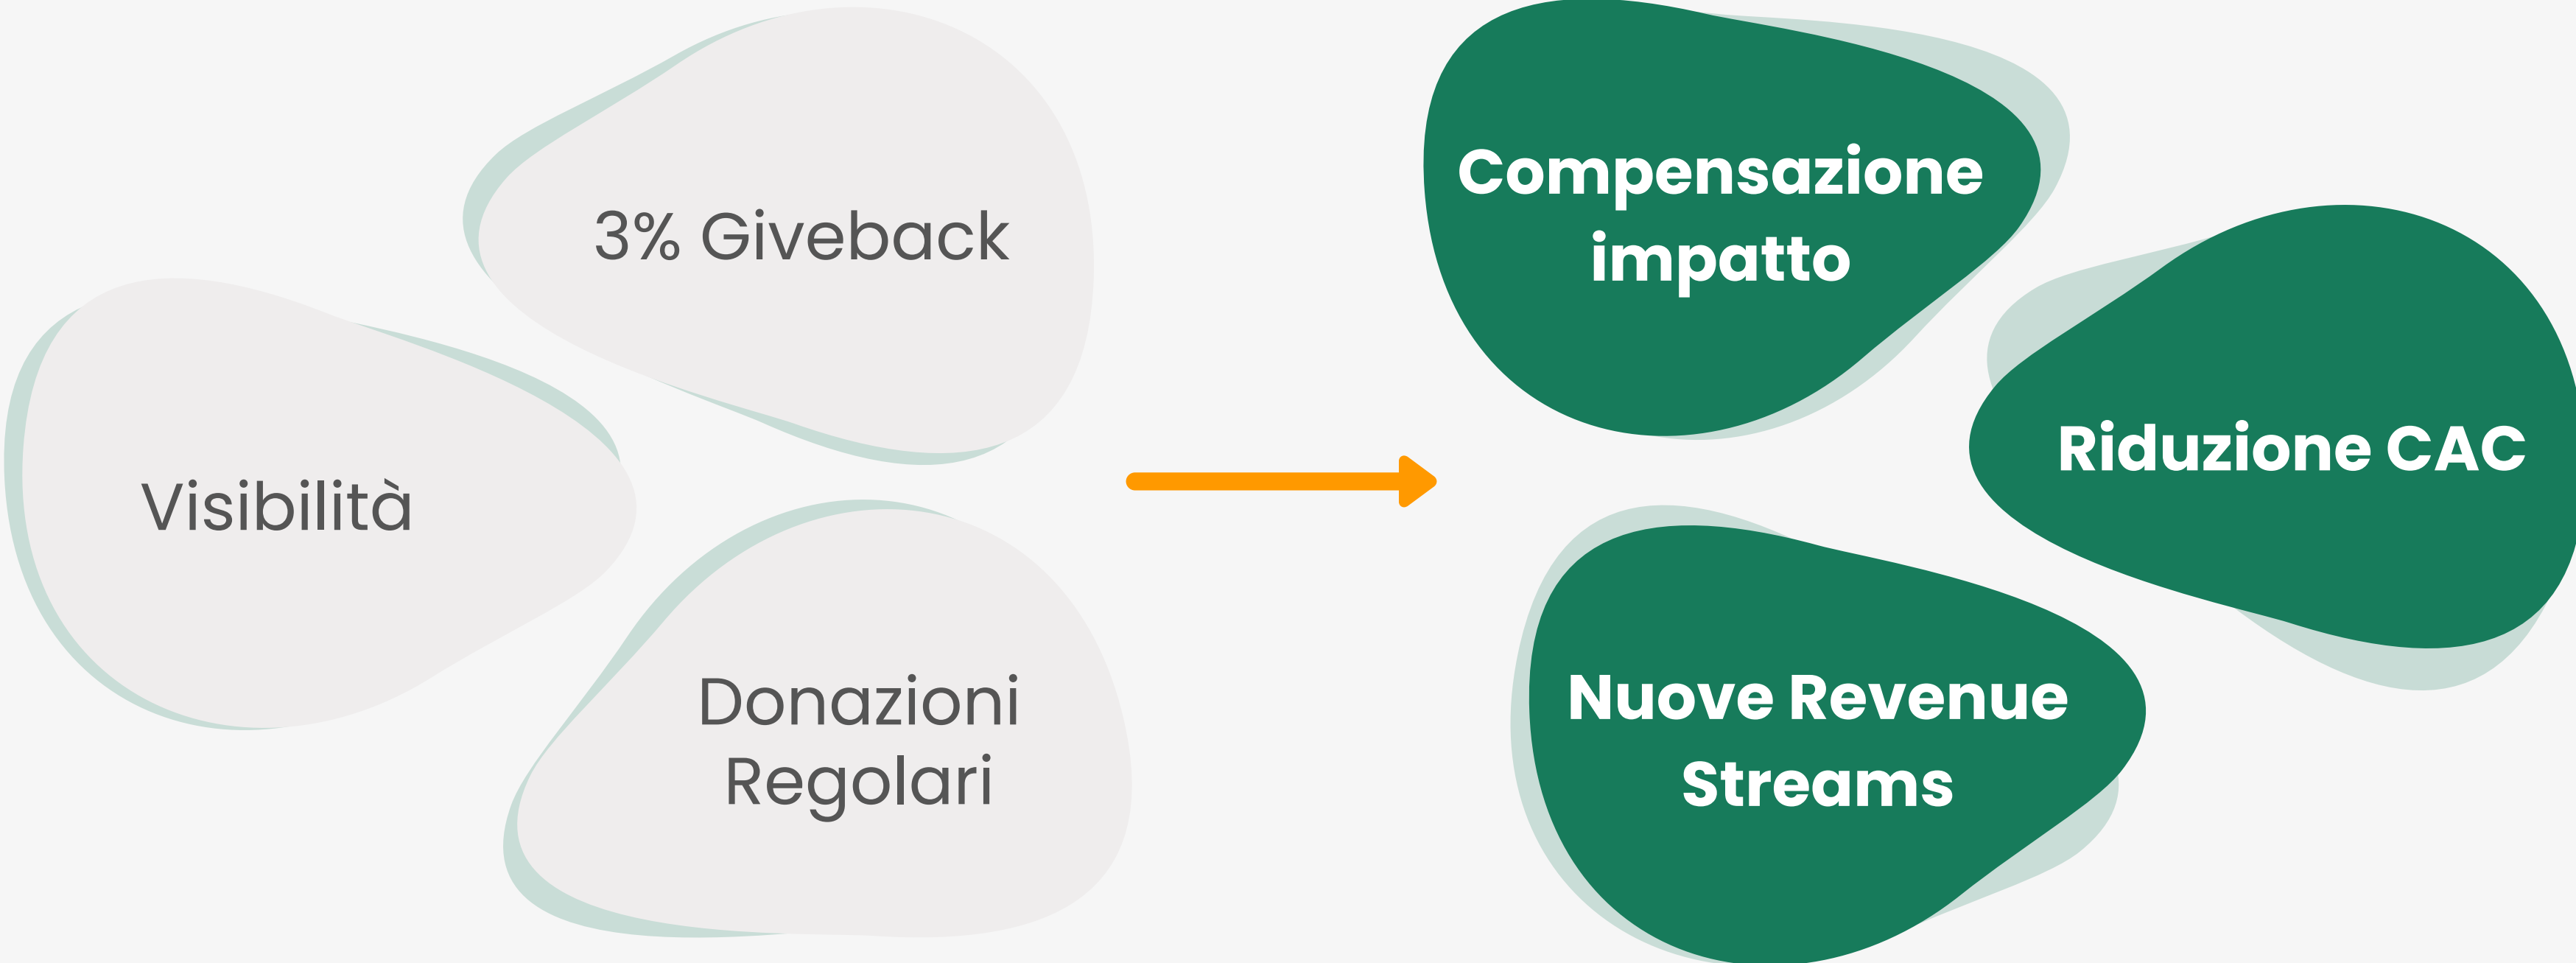 3% Giveback
Visibilità
Donazioni
Regolari
Compensazione
impatto
Riduzione CAC
Nuove Revenue
Streams